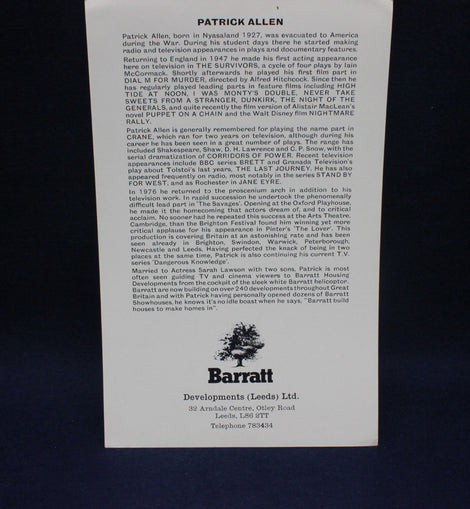 PATRICK ALLEN
Patrick Allen, born in Nyasaland 1927, was evacuated to America
during the War. During his student days there he started making
radio and television appearances in plays and documentary features.
Returning to England in 1947 he made his first acting appearance
here on television in THE SURVIVORS, a cycle of four plays by Iain
McCormack. Shortly afterwards he played his first film part in
DIAL M FOR MURDER, directed by Alfred Hitchcock. Since then he
has regularly played leading parts in feature films including HIGH
TIDE AT NOON, I WAS MONTY'S DOUBLE, NEVER TAKE
SWEETS FROM A STRANGER, DUNKIRK, THE NIGHT OF THE
GENERALS, and quite recently the film version of Alistair MacLean's
novel PUPPET ON A CHAIN and the Walt Disney film NIGHTMARE
RALLY.
Patrick Allen is generally remembered for playing the name part in
CRANE, which ran for two years on television, although during his
career he has been seen in a great number of plays. The range has
included Shakespeare, Shaw, D. H. Lawrence and C. P. Snow, with the
serial dramatization of CORRIDORS OF POWER. Recent television
appearances include BBC series BRETT and Granada Television's
play about Tolstoi's last years, THE LAST JOURNEY. He has also
appeared frequently on radio, most notably in the series STAND BY
FOR WEST, and as Rochester in JANE EYRE.
In 1976 he returned to the proscenium arch in addition to his
television work. In rapid succession he undertook the phenomenally
difficult lead part in 'The Savages'. Opening at the Oxford Playhouse,
he made it the homecoming that actors dream of, and to critical
acclaim. No sooner had he repeated this success at the Arts Theatre,
Cambridge, than the Brighton Festival found him winning yet more
critical applause for his appearance in Pinter's 'The Lover'. This
production is covering Britain at an astonishing rate and has been
seen already in Brighton, Swindon, Warwick, Peterborough,
Newcastle and Leeds. Having perfected the knack of being in two
places at the same time, Patrick is also continuing his current T.V.
series 'Dangerous Knowledge'.
Married to Actress Sarah Lawson with two sons, Patrick is most
often seen guiding TV and cinema viewers to Barratt Housing
Developments from the cockpit of the sleek white Barratt helicopter.
Barratt are now building on over 240 developments throughout Great
Britain and with Patrick having personally opened dozens of Barratt
Showhouses, he knows it's no idle boast when he says, "Barratt build
houses to make homes in".
Barratt
Developments (Leeds) Ltd.
32 Arndale Centre, Otley Road
Leeds, LS6 2TT
Telephone 783434